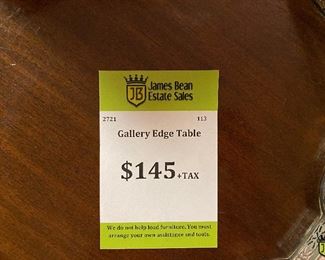 JB
James Bean
Estate Sales
2721 113
Gallery Edge Table
$145+TAX
We do not help load furniture. You must
arrange your own assistance and tools.